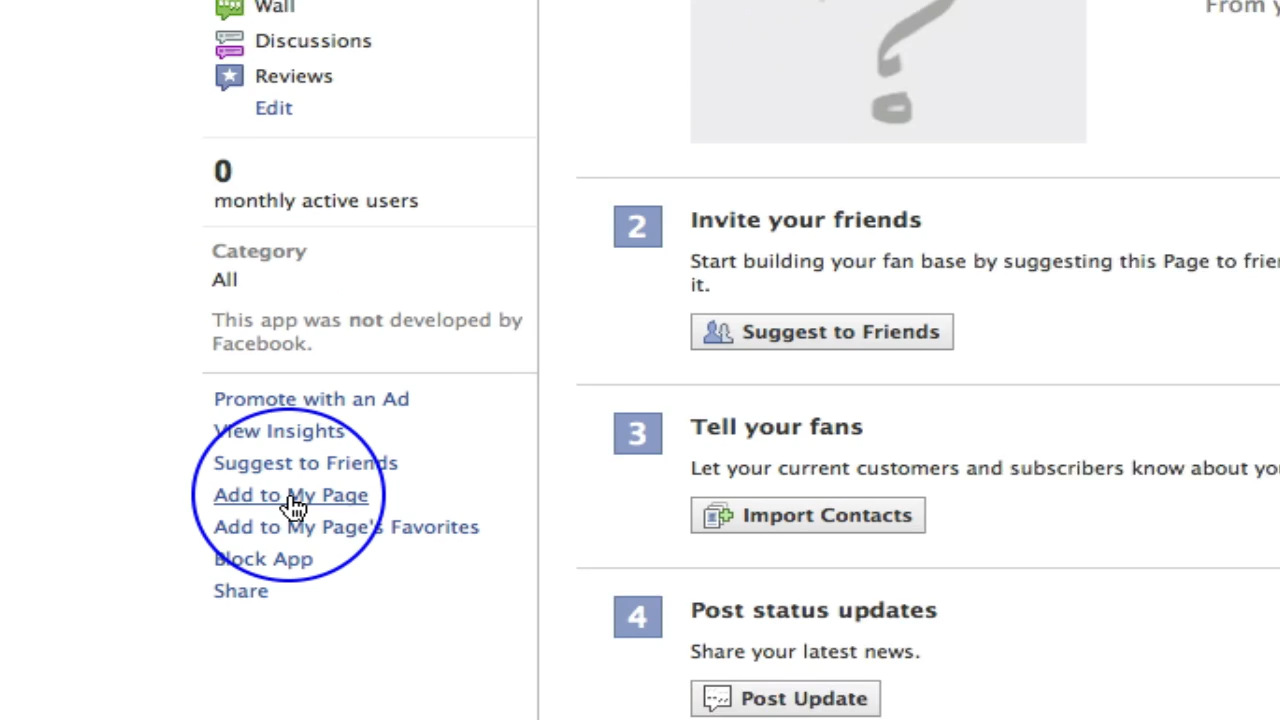 Wall
Discussions
Reviews
Edit
0
monthly active users
Category
All
This app was not developed by
Facebook.
Promote with an Ad
View Insights
Suggest to Friends
Add to My Page
Add to My Page's Favorites
Block App
Share
From
2
Invite your friends
Start building your fan base by suggesting this Page to
it.
Suggest to Friends
3
Tell your fans
Let your current customers and subscribers know about
Import Contacts
4
Post status updates
Share your latest news.
Post Update